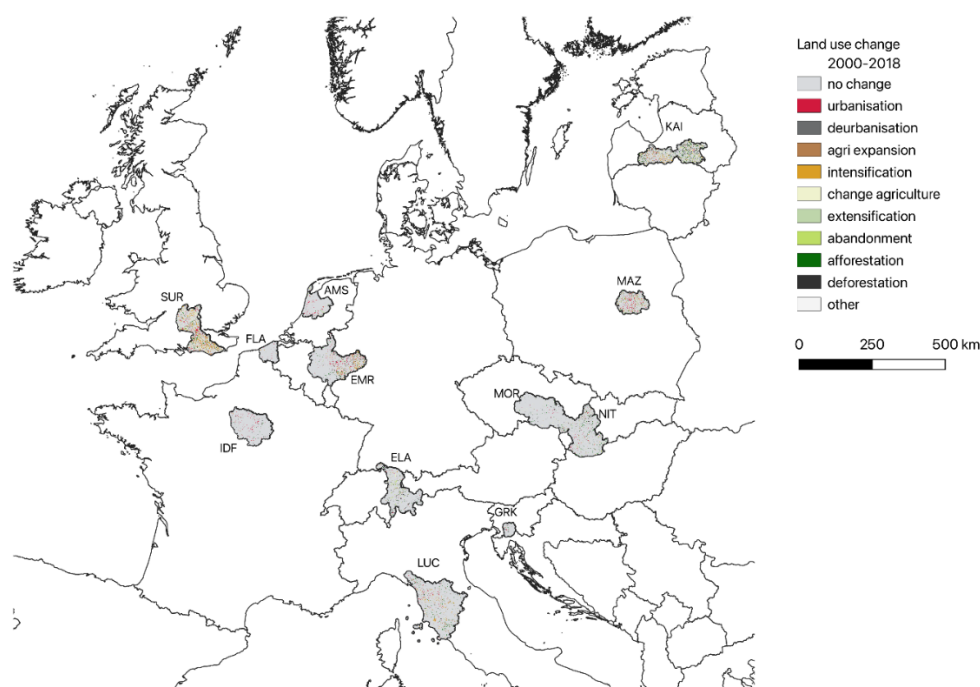 Land use change
2000-2018
no change
urbanisation
deurbanisation
agri expansion
intensification
change agriculture
extensification
abandonment
afforestation
deforestation
other
0 250 500 km
KAI
MAZ
AMS
SUR
FLA
EMR
MOR
NIT
IDF
ELA
GRK
LUC